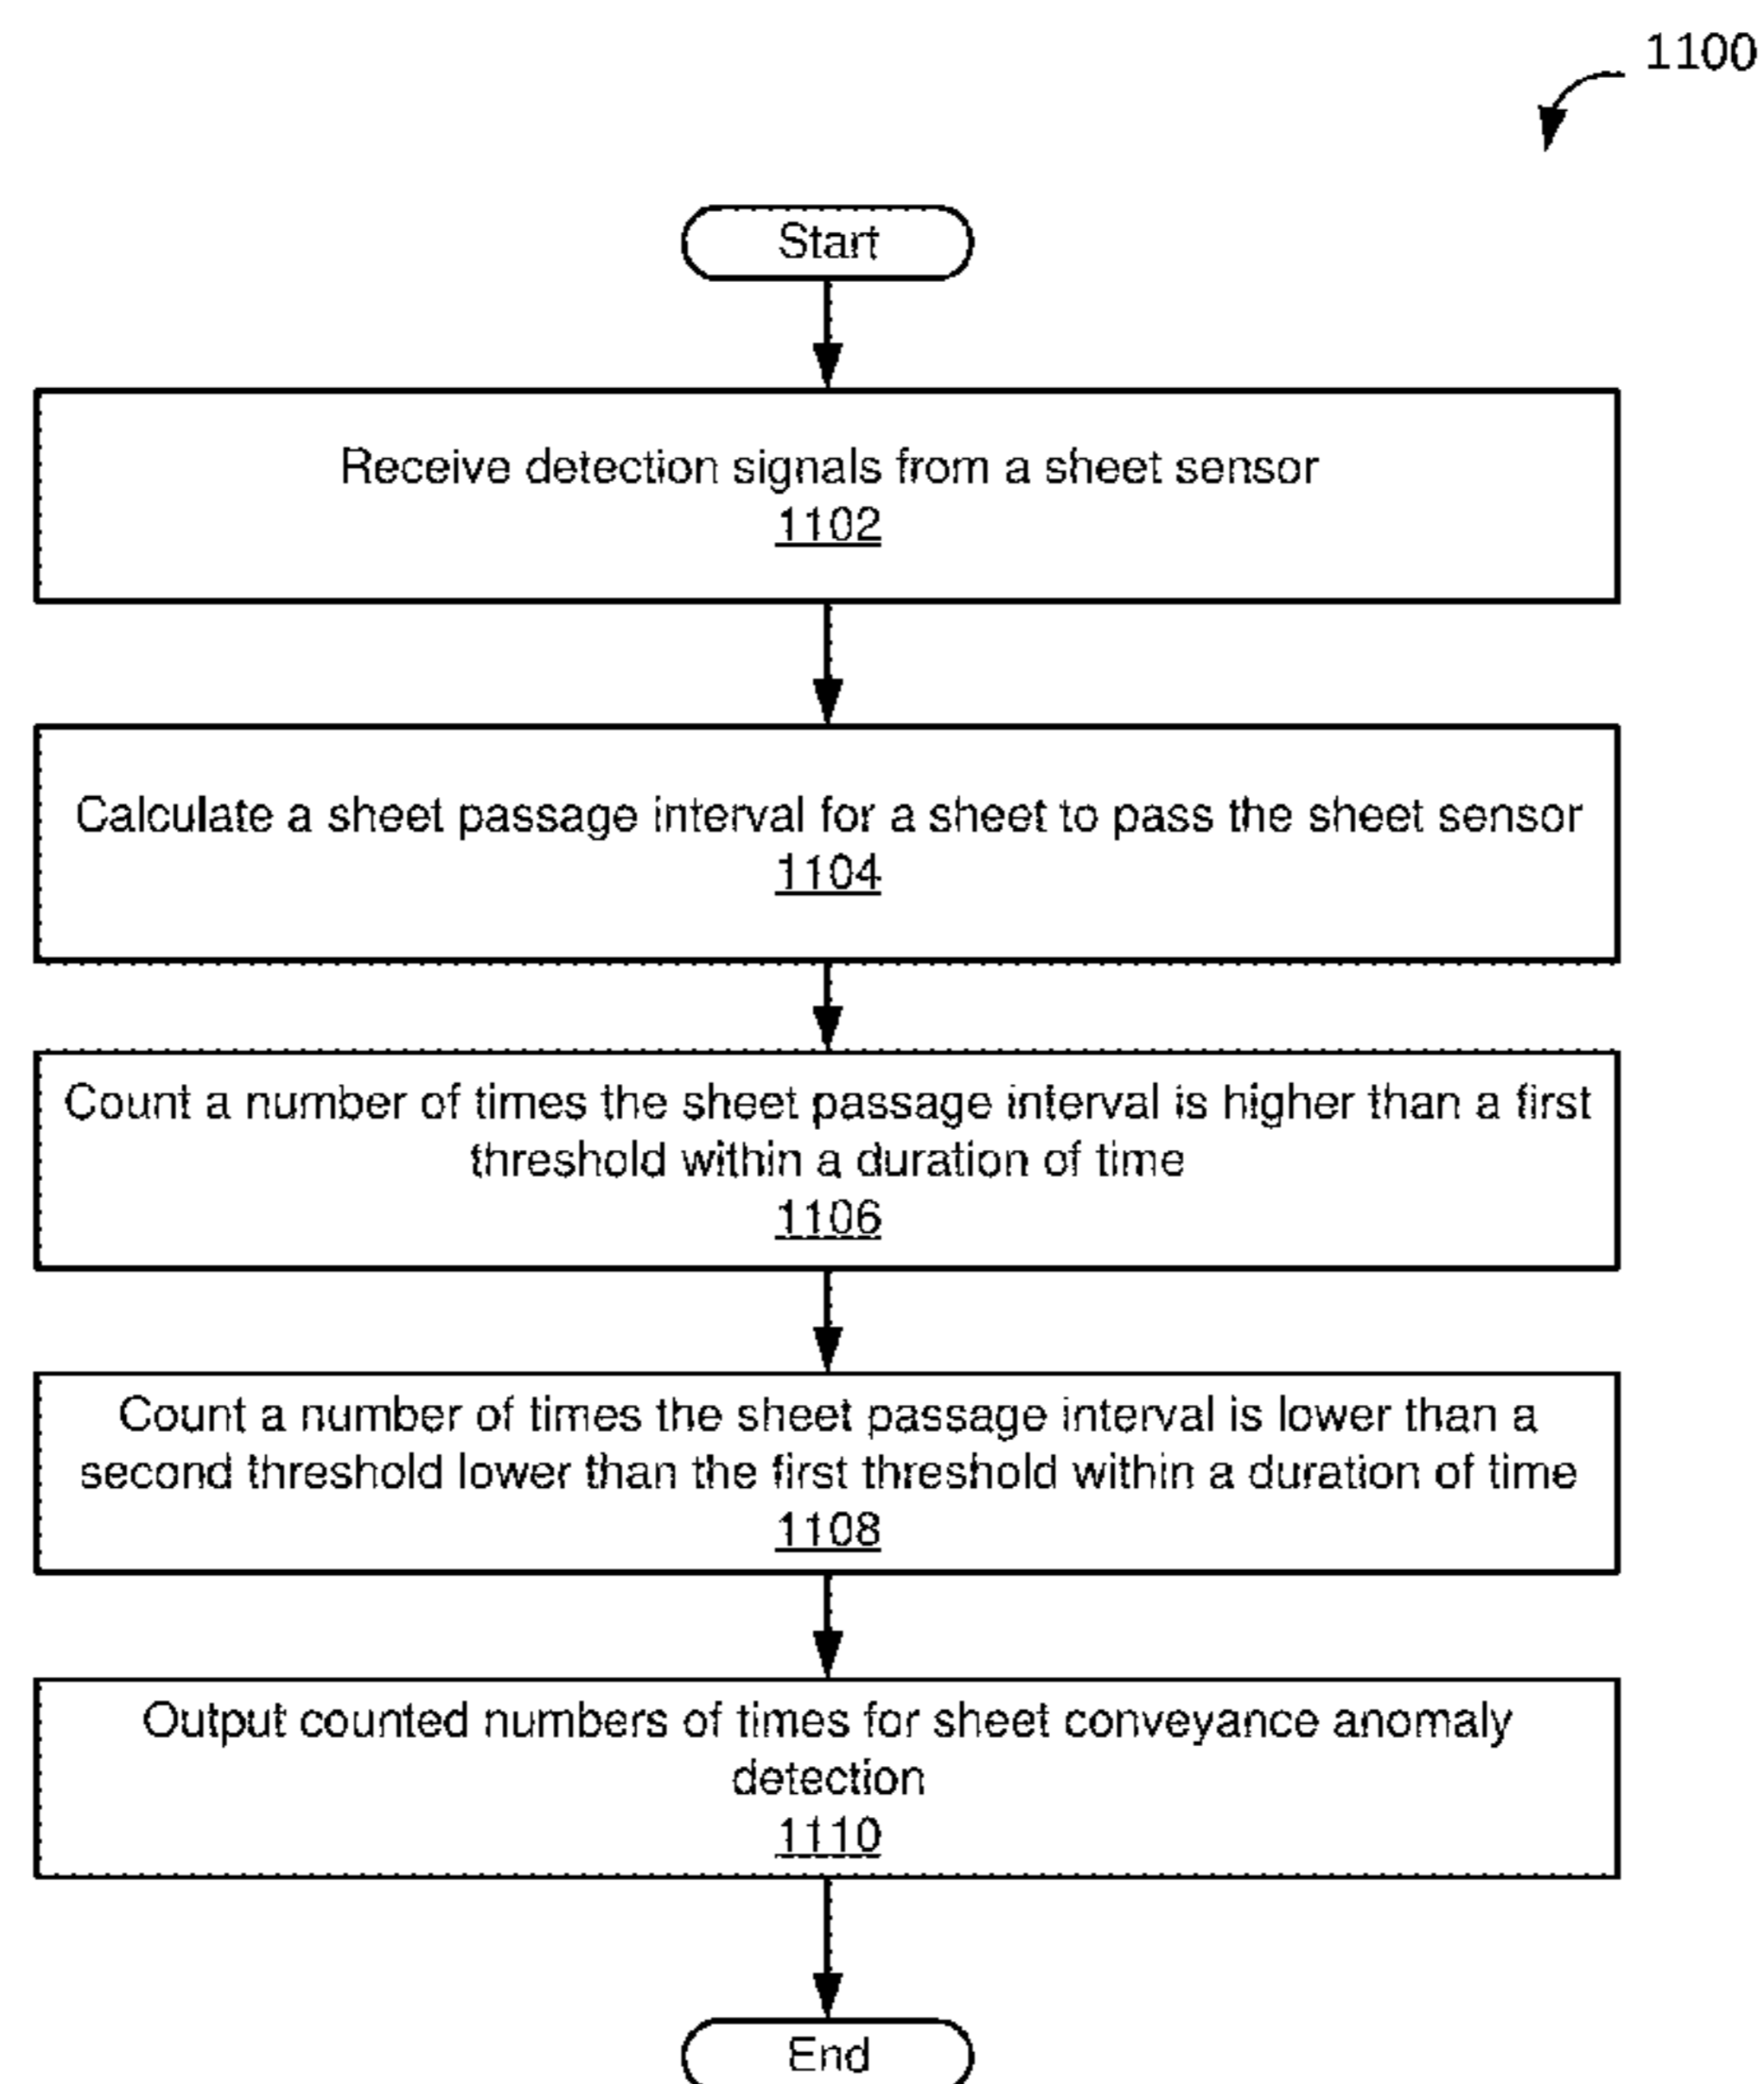 1100
Start
Receive detection signals from a sheet sensor
1102
Calculate a sheet passage interval for a sheet to pass the sheet sensor
1104
Count a number of times the sheet passage interval is higher than a first
threshold within a duration of time
1106
Count a number of times the sheet passage interval is lower than a
second threshold lower than the first threshold within a duration of time
1108
Output counted numbers of times for sheet conveyance anomaly
detection
1110
End